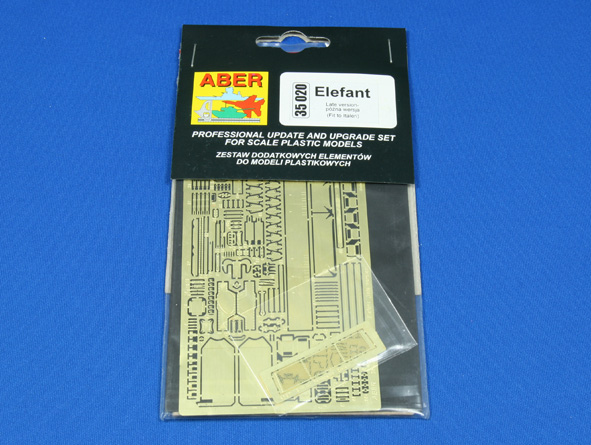 ABER
35 020
Elefant
Late version-
późna wersja
(Fit to Italeri)
PROFESSIONAL UPDATE AND UPGRADE SET
FOR SCALE PLASTIC MODELS
ZESTAW DODATKOWYCH ELEMENTÓW
DO MODELI PLASTIKOWYCH